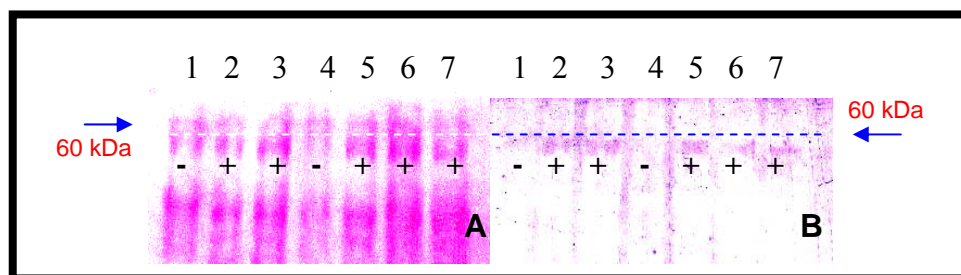 1 2 3 4 5 6 7 1 2 3 4 5 6 7
60 kDa
60 kDa
- + + - + + + - + + - + + +
A B